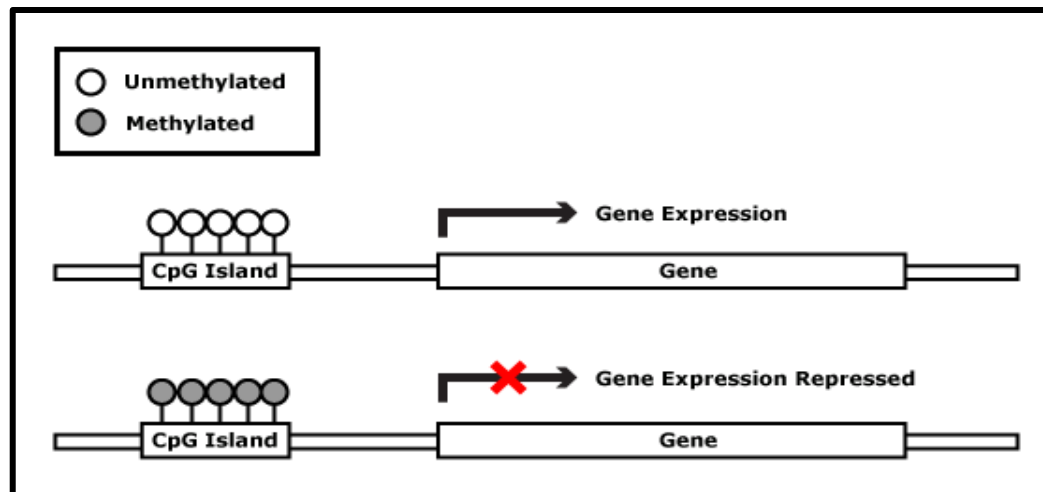 Unmethylated
Methylated
Gene Expression
CpG Island
Gene
Gene Expression Repressed
CpG Island
Gene